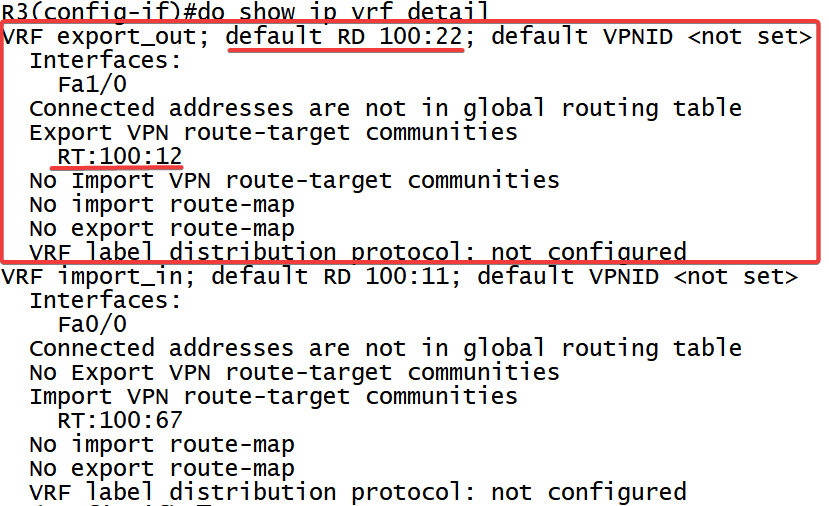 R3(config-if)#do show ip vrf detail
VRF export_out; default RD 100:22; default VPNID <not set>
  Interfaces:
    Fa1/0
  Connected addresses are not in global routing table
  Export VPN route-target communities
    RT:100:12
  No Import VPN route-target communities
  No import route-map
  No export route-map
  VRF label distribution protocol: not configured
VRF import_in; default RD 100:11; default VPNID <not set>
  Interfaces:
    Fa0/0
  Connected addresses are not in global routing table
  No Export VPN route-target communities
  Import VPN route-target communities
    RT:100:67
  No import route-map
  No export route-map
  VRF label distribution protocol: not configured